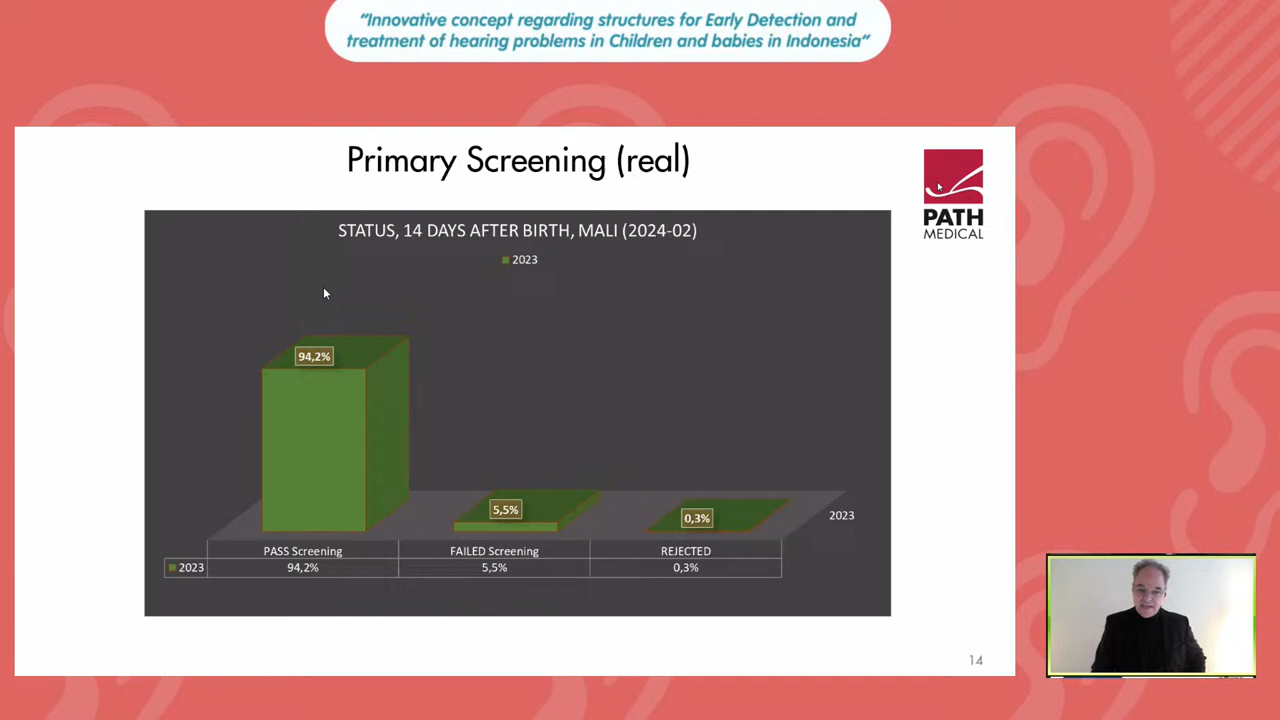 “Innovative concept regarding structures for Early Detection and
treatment of hearing problems in Children and babies in Indonesia”
Primary Screening (real)
PATH
MEDICAL
STATUS, 14 DAYS AFTER BIRTH, MALI (2024-02)
2023
94,2%
5,5%
0,3%
2023
PASS Screening FAILED Screening REJECTED
2023 94,2% 5,5% 0,3%
14